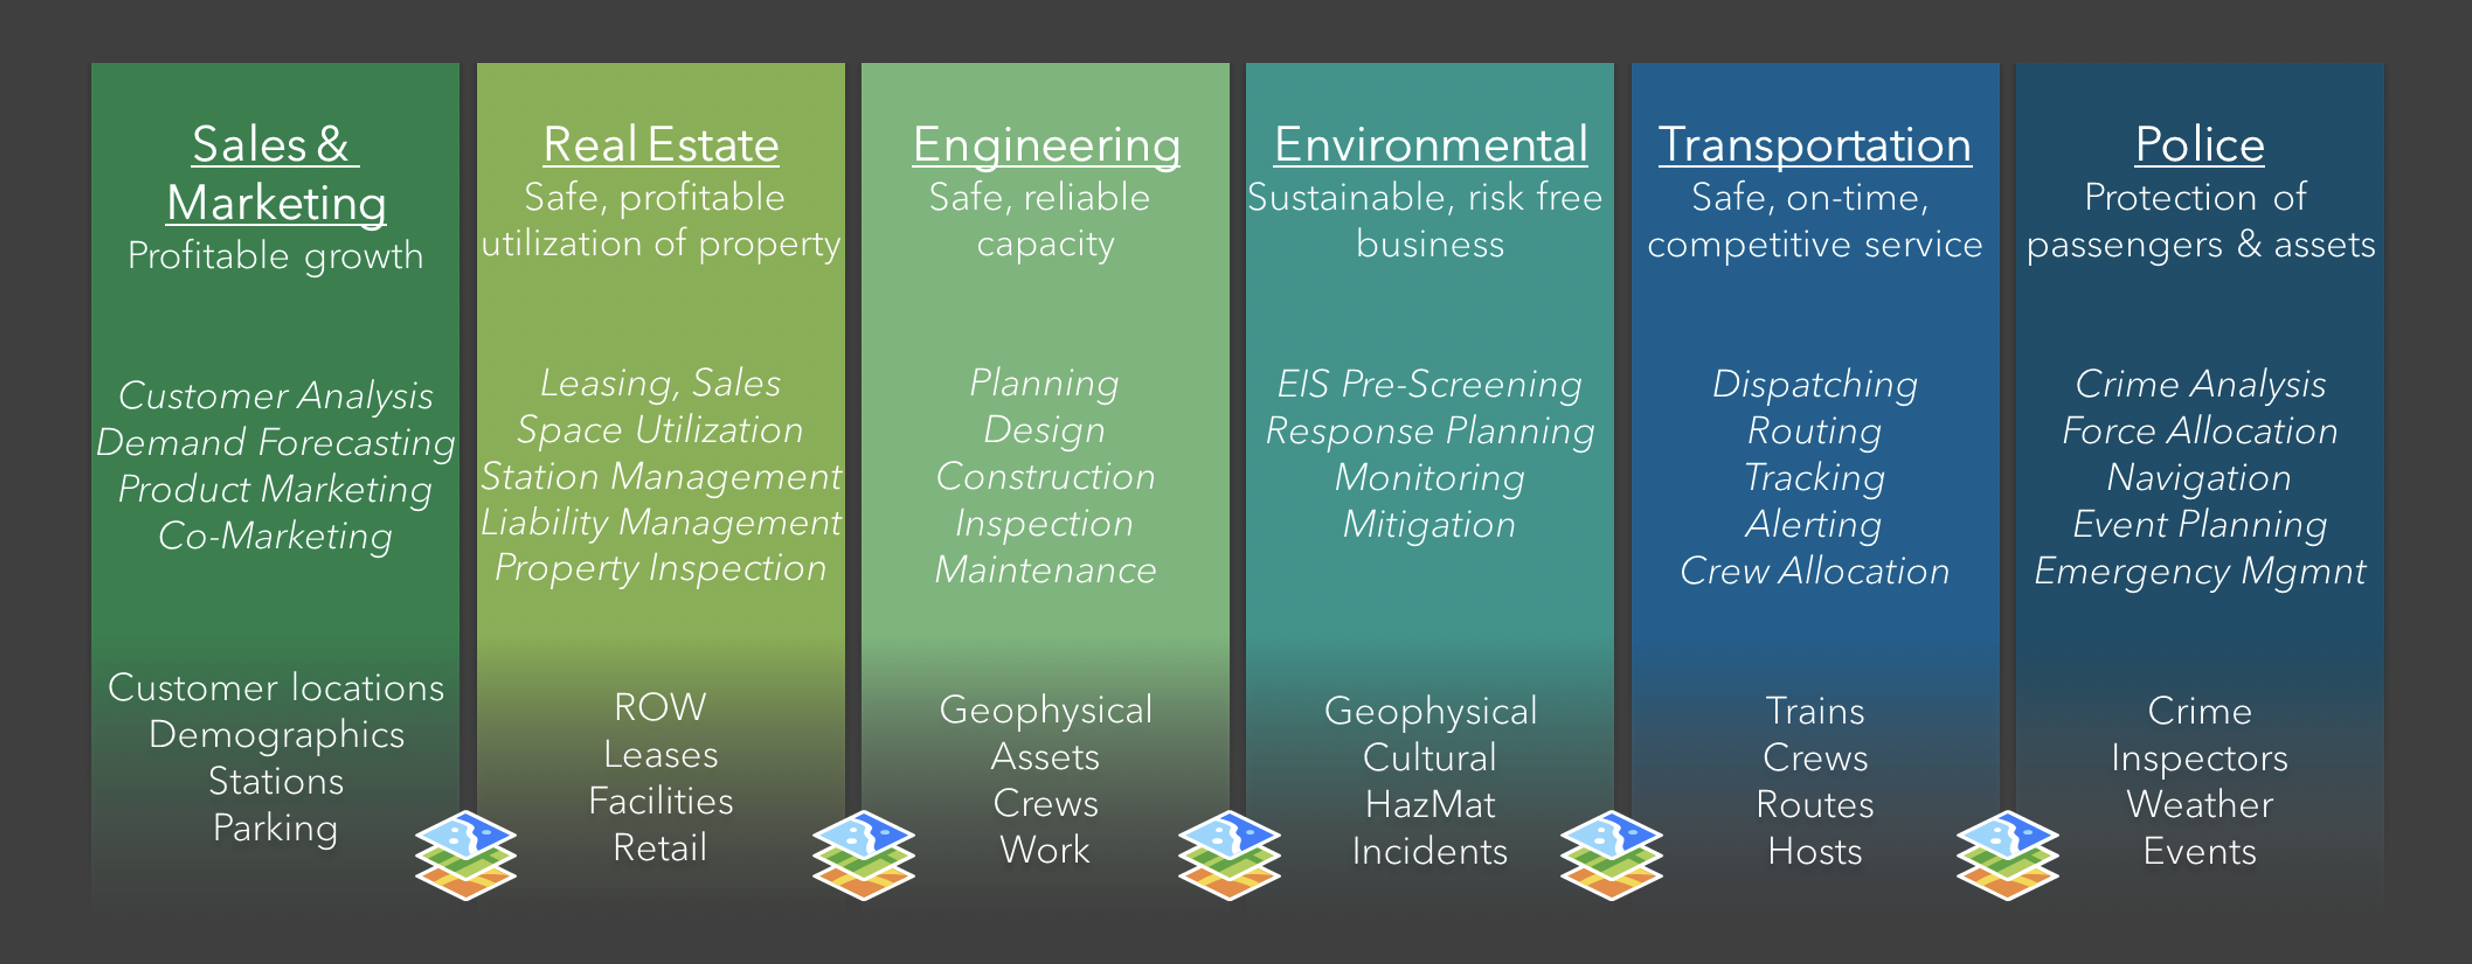 Sales &
Marketing
Profitable growth
Customer Analysis
Demand Forecasting
Product Marketing
Co-Marketing
Customer locations
Demographics
Stations
Parking
Real Estate
Safe, profitable
utilization of property
Leasing, Sales
Space Utilization
Station Management
Liability Management
Property Inspection
ROW
Leases
Facilities
Retail
Engineering
Safe, reliable
capacity
Planning
Design
Construction
Inspection
Maintenance
Geophysical
Assets
Crews
Work
Environmental
Sustainable, risk free
business
EIS Pre-Screening
Response Planning
Monitoring
Mitigation
Geophysical
Cultural
HazMat
Incidents
Transportation
Safe, on-time,
competitive service
Dispatching
Routing
Tracking
Alerting
Crew Allocation
Trains
Crews
Routes
Hosts
Police
Protection of
passengers & assets
Crime Analysis
Force Allocation
Navigation
Event Planning
Emergency Mgmnt
Crime
Inspectors
Weather
Events